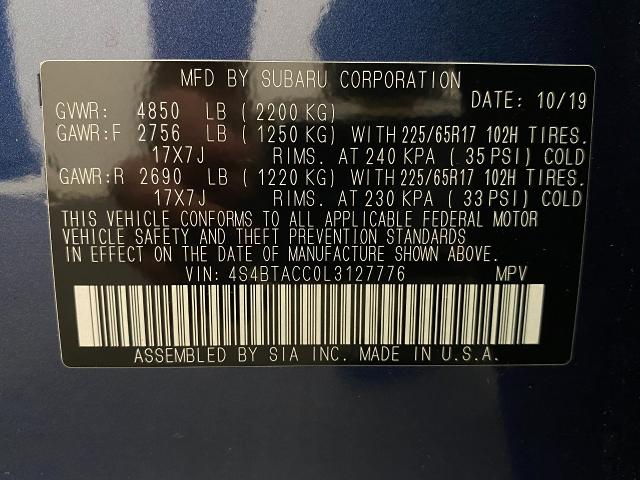 MFD BY SUBARU CORPORATION
DATE: 10/19
GVWR: 4850 LB (2200 KG)
GAWR:F 2756 LB (1250 KG) WITH 225/65R17 102H TIRES.
17X7J RIMS. AT 240 KPA (35 PSI) COLD
GAWR:R 2690 LB (1220 KG) WITH 225/65R17 102H TIRES.
17X7J RIMS. AT 230 KPA (33 PSI) COLD
THIS VEHICLE CONFORMS TO ALL APPLICABLE FEDERAL MOTOR
VEHICLE SAFETY AND THEFT PREVENTION STANDARDS
IN EFFECT ON THE DATE OF MANUFACTURE SHOWN ABOVE.
VIN: 4S4BTACC0L3127776 MPV
ASSEMBLED BY SIA INC. MADE IN U.S.A.